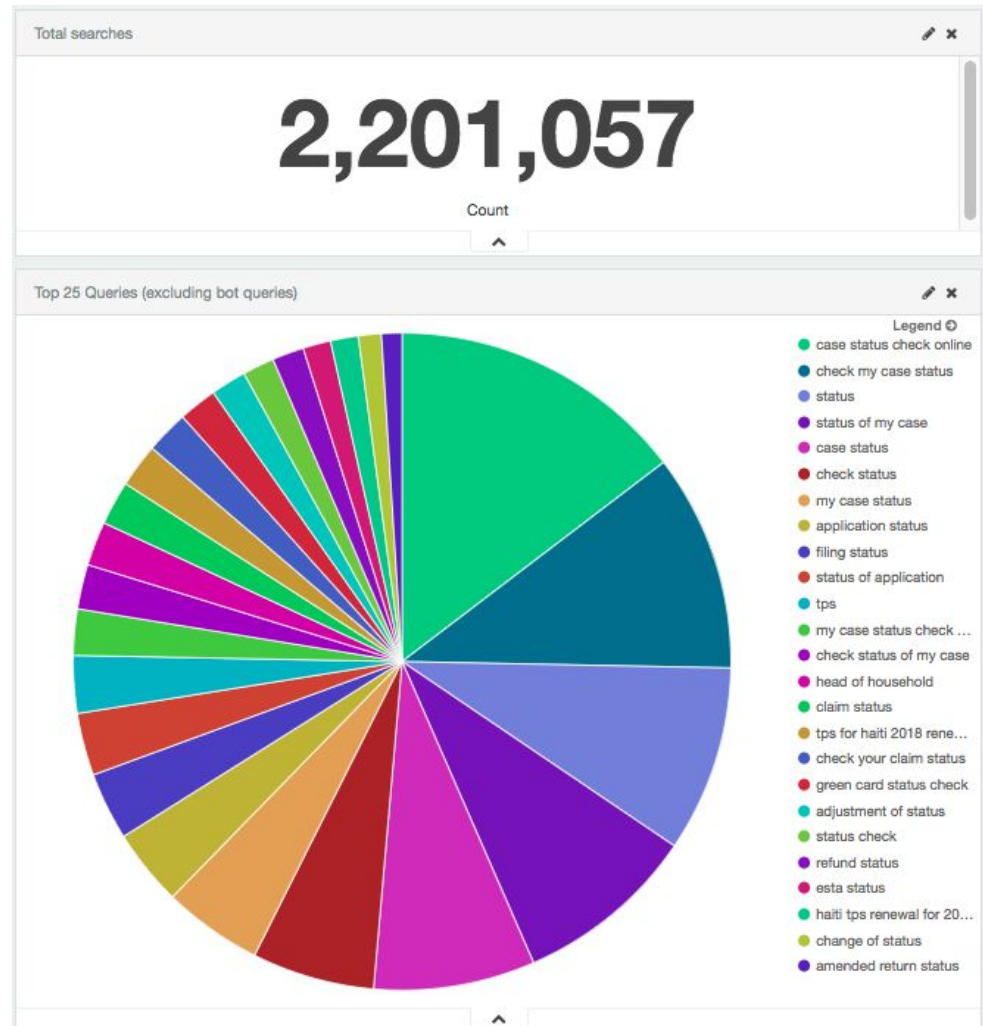 Total searches
2,201,057
Count
Top 25 Queries (excluding bot queries)
Legend
case status check online
check my case status
status
status of my case
case status
check status
my case status
application status
filing status
status of application
tps
my case status check ...
check status of my case
head of household
claim status
tps for haiti 2018 rene...
check your claim status
green card status check
adjustment of status
status check
refund status
esta status
haiti tps renewal for 20...
change of status
amended return status